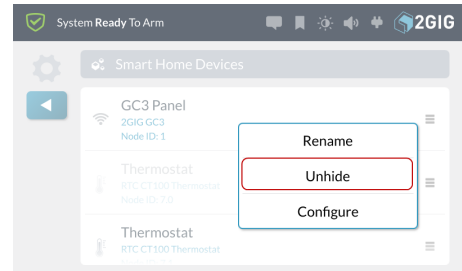 System Ready To Arm
2GIG
Smart Home Devices
GC3 Panel
2GIG GC3
Node ID: 1
Rename
Thermostat
RTC CT100 Thermostat
Node ID: 7.0
Unhide
Configure
Thermostat
RTC CT100 Thermostat